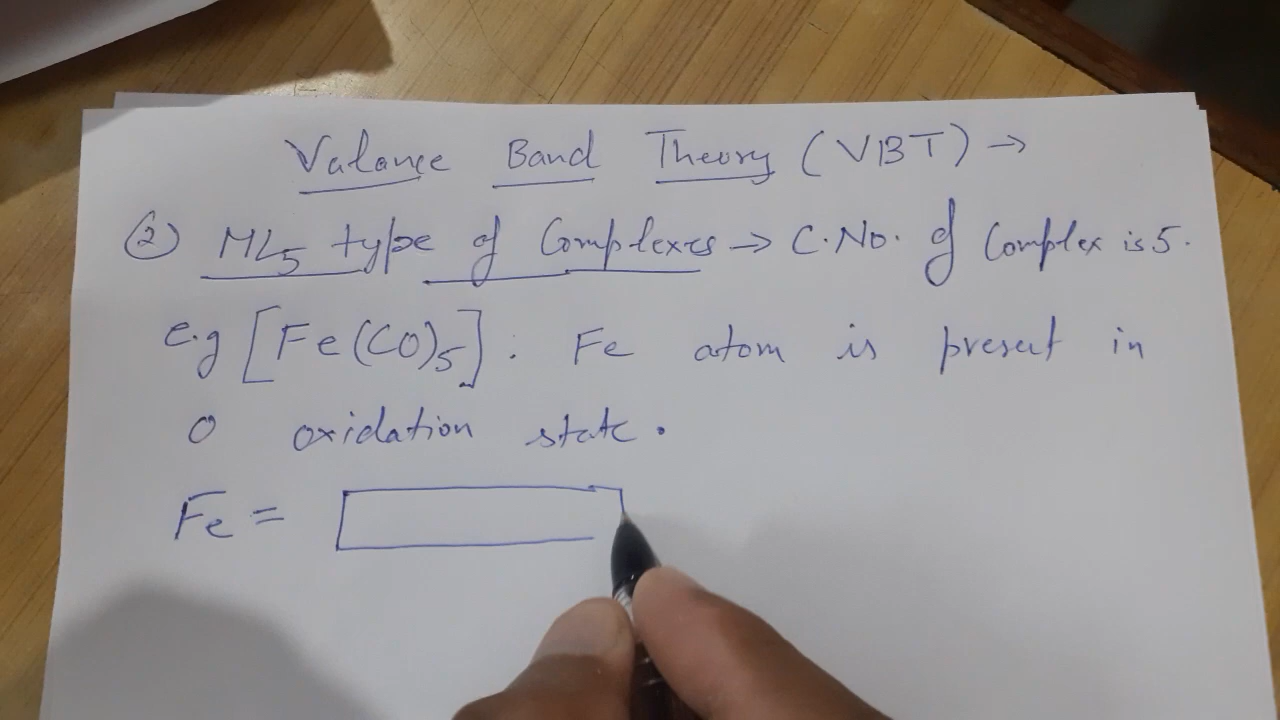 Valance Band Theory (VBT) →
② ML₅ type of Complexes → C.No. of Complex is 5.
e.g [Fe(CO)₅] : Fe atom is present in
0 oxidation state.
Fe =